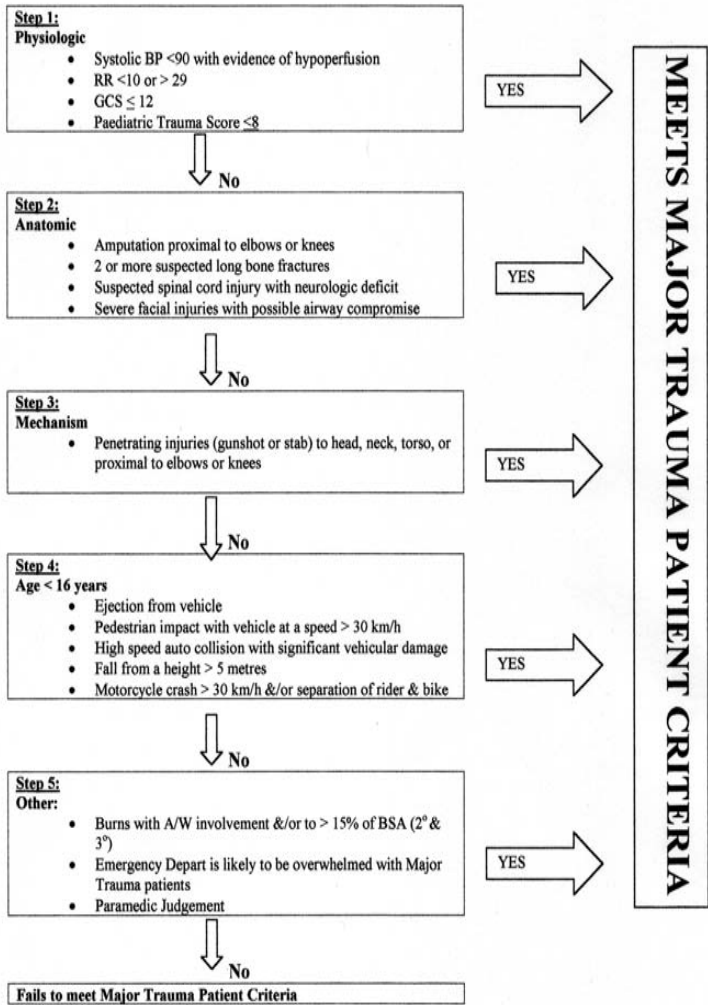 Step 1:
Physiologic
• Systolic BP <90 with evidence of hypoperfusion
• RR <10 or > 29
• GCS ≤ 12
• Paediatric Trauma Score <8
YES
No
Step 2:
Anatomic
• Amputation proximal to elbows or knees
• 2 or more suspected long bone fractures
• Suspected spinal cord injury with neurologic deficit
• Severe facial injuries with possible airway compromise
YES
No
Step 3:
Mechanism
• Penetrating injuries (gunshot or stab) to head, neck, torso, or
proximal to elbows or knees
YES
No
Step 4:
Age < 16 years
• Ejection from vehicle
• Pedestrian impact with vehicle at a speed > 30 km/h
• High speed auto collision with significant vehicular damage
• Fall from a height > 5 metres
• Motorcycle crash > 30 km/h &/or separation of rider & bike
YES
No
Step 5:
Other:
• Burns with A/W involvement &/or to > 15% of BSA (2° &
3°)
• Emergency Depart is likely to be overwhelmed with Major
Trauma patients
• Paramedic Judgement
YES
No
Fails to meet Major Trauma Patient Criteria
MEETS MAJOR TRAUMA PATIENT CRITERIA